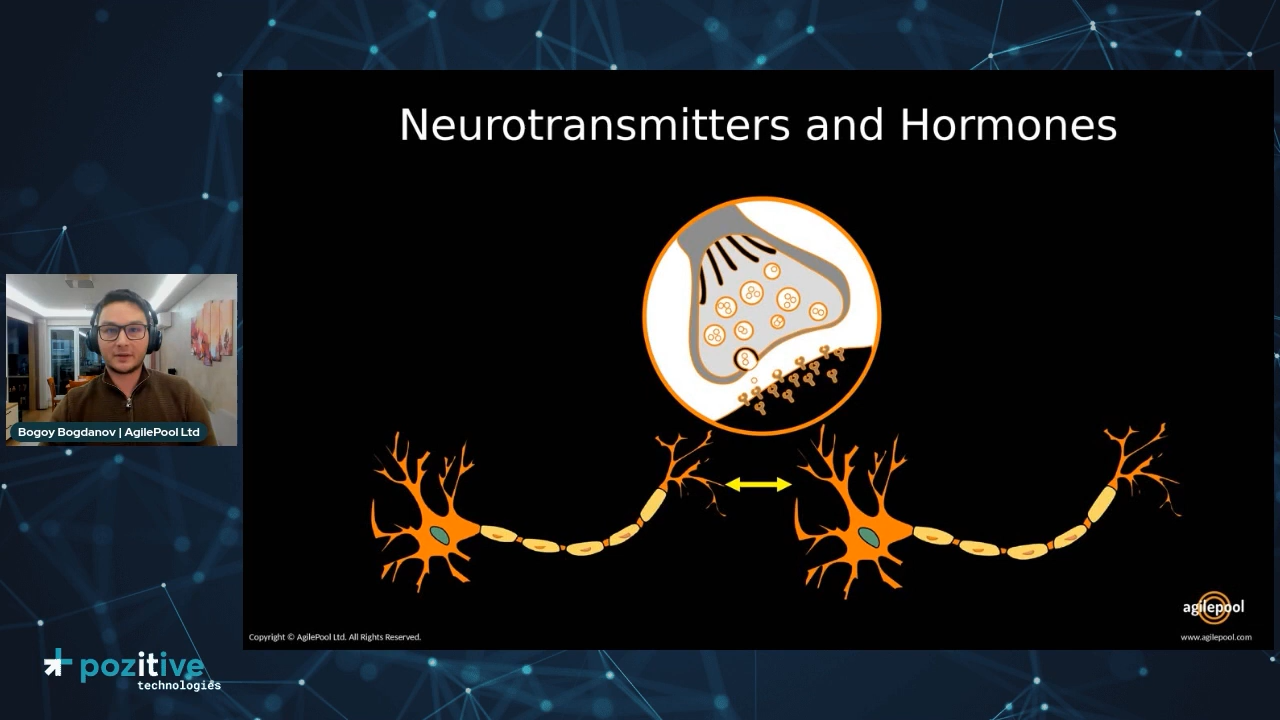 Neurotransmitters and Hormones
Bogoy Bogdanov | AgilePool Ltd
agilepool
Copyright © AgilePool Ltd. All Rights Reserved.
www.agilepool.com
pozitive
technologies